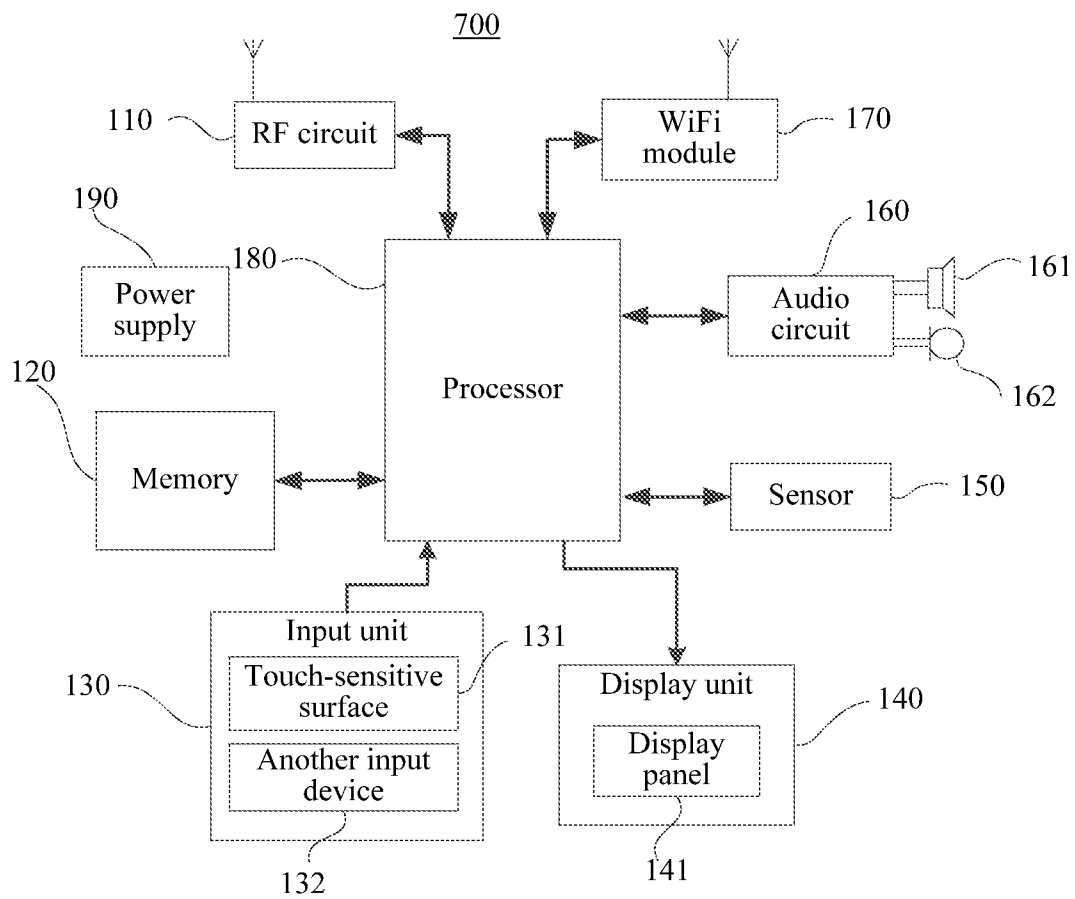 700
110
RF circuit
WiFi
module
170
190
180
160
161
Power
supply
Audio
circuit
162
120
Processor
Memory
Sensor
150
Input unit
131
130
Touch-sensitive
surface
Display unit
140
Another input
device
Display
panel
132
141